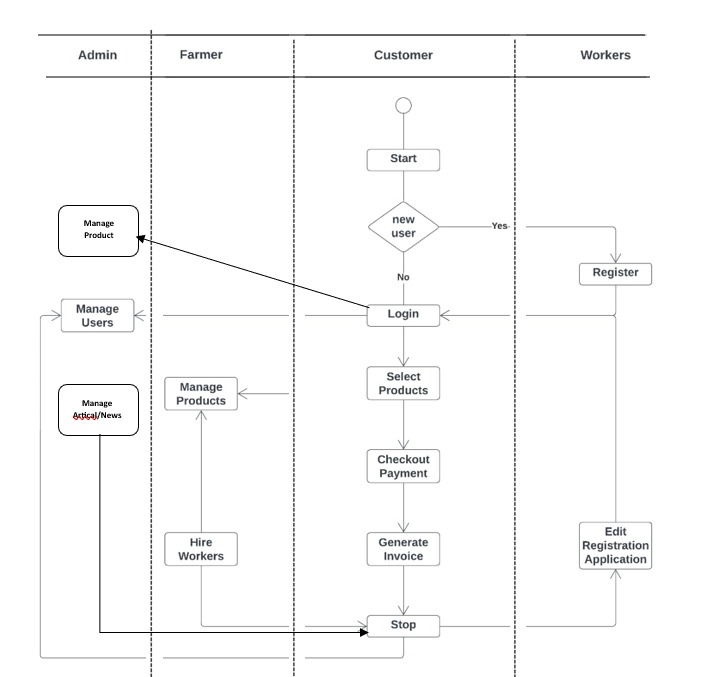 Admin
Farmer
Customer
Workers
Start
new
user
Yes
No
Manage
Product
Register
Manage
Users
Login
Manage
Products
Select
Products
Manage
Artical/News
Checkout
Payment
Hire
Workers
Generate
Invoice
Edit
Registration
Application
Stop